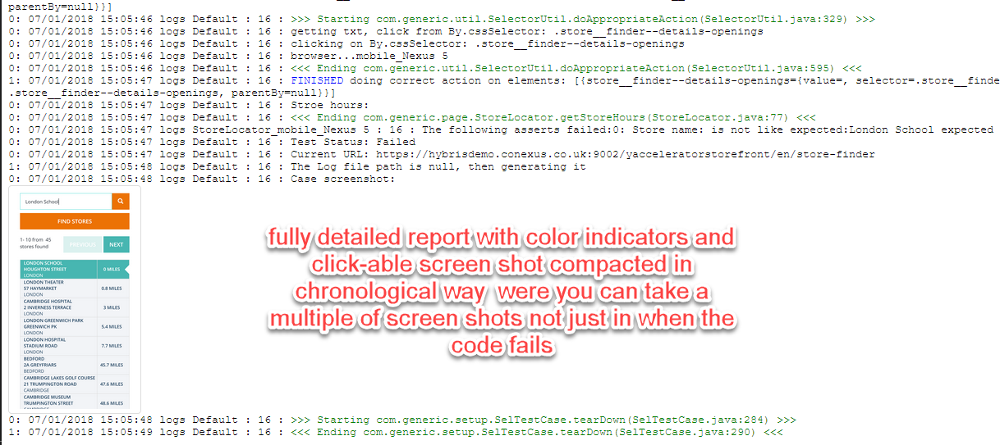 parentBy=null}}]
0: 07/01/2018 15:05:46 logs Default : 16 : >>> Starting com.generic.util.SelectorUtil.doAppropriateAction(SelectorUtil.java:329) >>>
0: 07/01/2018 15:05:46 logs Default : 16 : getting txt, click from By.cssSelector: .store__finder--details-openings
0: 07/01/2018 15:05:46 logs Default : 16 : clicking on By.cssSelector: .store__finder--details-openings
0: 07/01/2018 15:05:46 logs Default : 16 : browser...mobile_Nexus 5
0: 07/01/2018 15:05:46 logs Default : 16 : <<< Ending com.generic.util.SelectorUtil.doAppropriateAction(SelectorUtil.java:595) <<<
1: 07/01/2018 15:05:47 logs Default : 16 : FINISHED doing correct action on elements: [{store__finder--details-openings={value=, selector=.store__finde
.store__finder--details-openings, parentBy=null}}]
0: 07/01/2018 15:05:47 logs Default : 16 : Stroe hours:
0: 07/01/2018 15:05:47 logs Default : 16 : <<< Ending com.generic.page.StoreLocator.getStoreHours(StoreLocator.java:77) <<<
0: 07/01/2018 15:05:47 logs StoreLocator_mobile_Nexus 5 : 16 : The following asserts failed:0: Store name: is not like expected:London School expected
0: 07/01/2018 15:05:47 logs Default : 16 : Test Status: Failed
0: 07/01/2018 15:05:47 logs Default : 16 : Current URL: https://hybrisdemo.conexus.co.uk:9002/yacceleratorstorefront/en/store-finder
1: 07/01/2018 15:05:48 logs Default : 16 : The Log file path is null, then generating it
0: 07/01/2018 15:05:48 logs Default : 16 : Case screenshot:
London School
FIND STORES
1- 10 from 45
stores found
PREVIOUS NEXT
LONDON SCHOOL
HOUGHTON STREET 0 MILES
LONDON
LONDON THEATER
57 HAYMARKET 0.8 MILES
LONDON
CAMBRIDGE HOSPITAL
2 INVERNESS TERRACE 3 MILES
LONDON
LONDON GREENWICH PARK
GREENWICH PK 5.4 MILES
LONDON
LONDON HOSPITAL
STADIUM ROAD 7.7 MILES
LONDON
BEDFORD
2A GREYFRIARS 45.7 MILES
BEDFORD
CAMBRIDGE LAKES GOLF COURSE
21 TRUMPINGTON ROAD 47.6 MILES
CAMBRIDGE
CAMBRIDGE MUSEUM
TRUMPINGTON STREET 48.6 MILES
fully detailed report with color indicators and
click-able screen shot compacted in
chronological way were you can take a
multiple of screen shots not just in when the
code fails
0: 07/01/2018 15:05:48 logs Default : 16 : >>> Starting com.generic.setup.SelTestCase.tearDown(SelTestCase.java:284) >>>
1: 07/01/2018 15:05:49 logs Default : 16 : <<< Ending com.generic.setup.SelTestCase.tearDown(SelTestCase.java:290) <<<